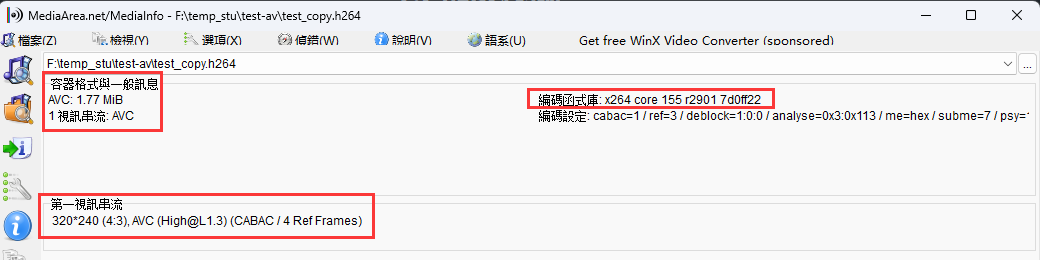 MediaArea.net/MediaInfo - F:\temp_stu\test-av\test_copy.h264
檔案(Z) 檢視(Y) 選項(X) 偵錯(W) 說明(V) 語系(U) Get free WinX Video Converter (sponsored)
F:\temp_stu\test-av\test_copy.h264
...
容器格式與一般訊息
AVC: 1.77 MiB
1 視訊串流: AVC
編碼函式庫: x264 core 155 r2901 7d0ff22
編碼設定: cabac=1 / ref=3 / deblock=1:0:0 / analyse=0x3:0x113 / me=hex / subme=7 / psy=1
第一視訊串流
320*240 (4:3), AVC (High@L1.3) (CABAC / 4 Ref Frames)